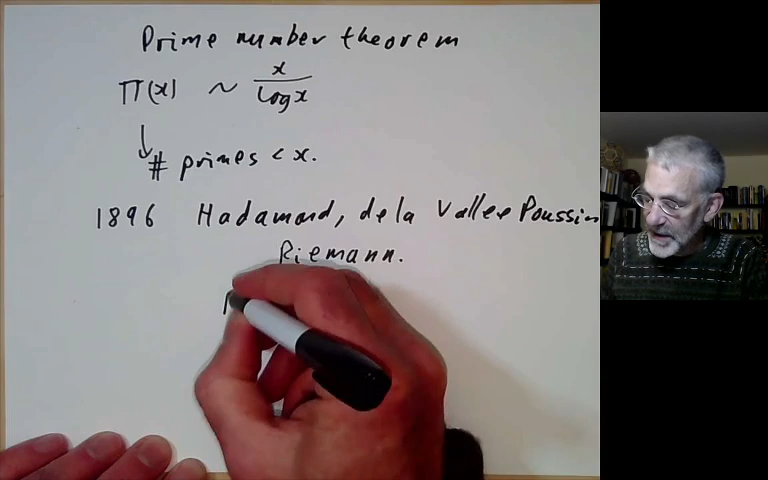 Prime number theorem
π(x) ~ x/log x
↓
# primes < x.
1896 Hadamard, de la Vallee Poussin
Riemann.